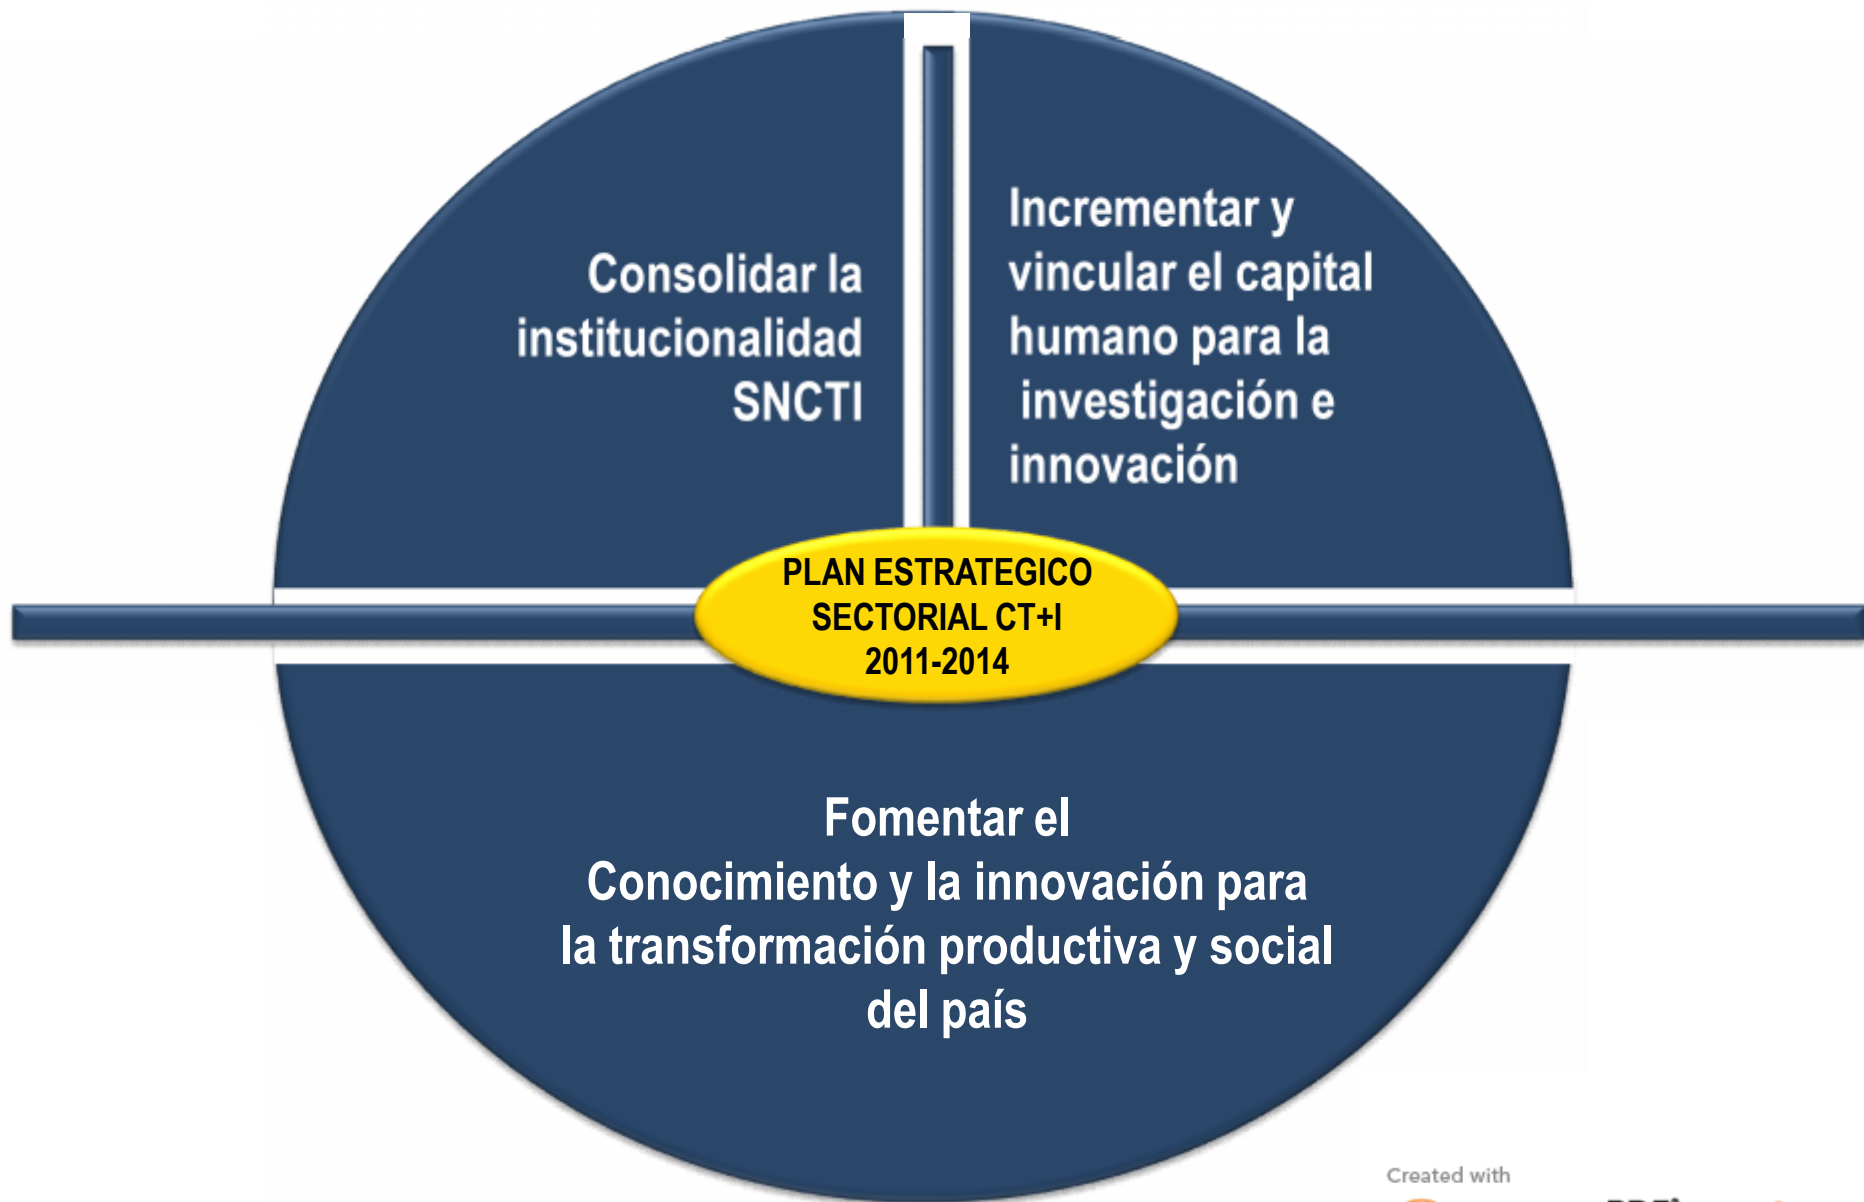 Consolidar la
institucionalidad
SNCTI
Incrementar y
vincular el capital
humano para la
investigación e
innovación
PLAN ESTRATEGICO
SECTORIAL CT+I
2011-2014
Fomentar el
Conocimiento y la innovación para
la transformación productiva y social
del país
Created with